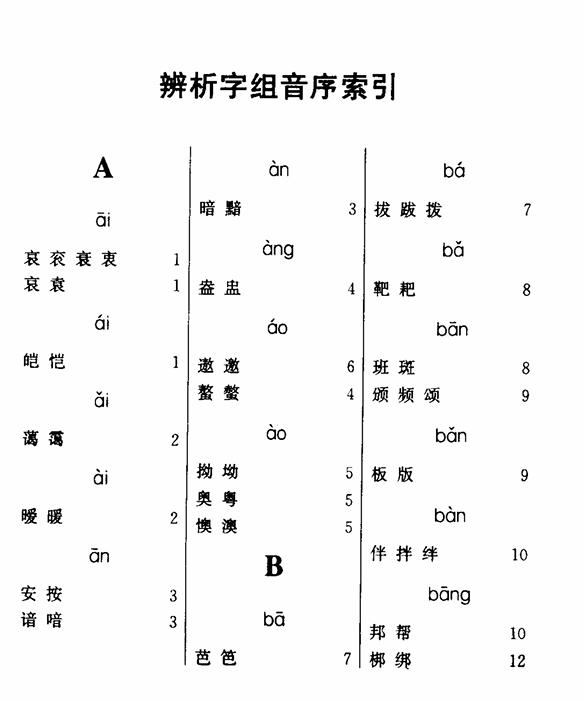 辨析字组音序索引
A
āi
哀 衮 衰 衷 1
哀 袁 1
ái
皑 恺 1
ǎi
蔼 霭 2
ài
暧 暖 2
ān
安 按 3
谙 喑 3
àn
暗 黯 3
àng
盎 盅 4
áo
遨 邀 6
螯 鳌 4
ào
拗 坳 5
奥 粤 5
懊 澳 5
B
bā
芭 笆 7
bá
拔 跋 拨 7
bǎ
靶 耙 8
bān
班 斑 8
颁 频 颂 9
bǎn
板 版 9
bàn
伴 拌 绊 10
bāng
邦 帮 10
梆 绑 12